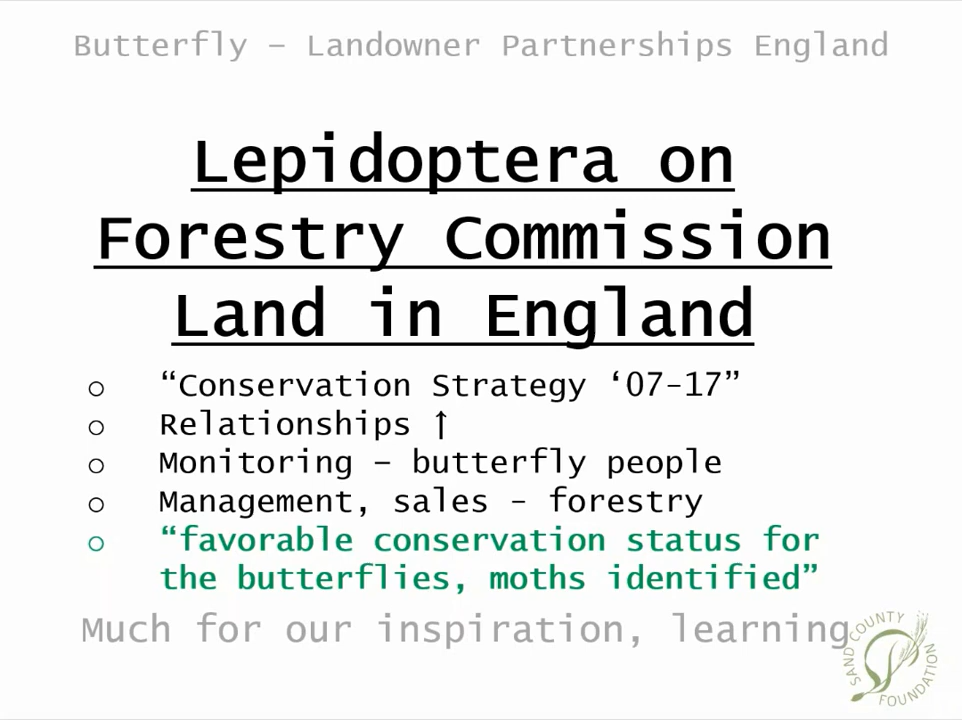 Butterfly – Landowner Partnerships England
Lepidoptera on
Forestry Commission
Land in England
○ “Conservation Strategy ‘07-17”
○ Relationships ↑
○ Monitoring – butterfly people
○ Management, sales - forestry
○ “favorable conservation status for
the butterflies, moths identified”
Much for our inspiration, learning
SAND COUNTY
FOUNDATION